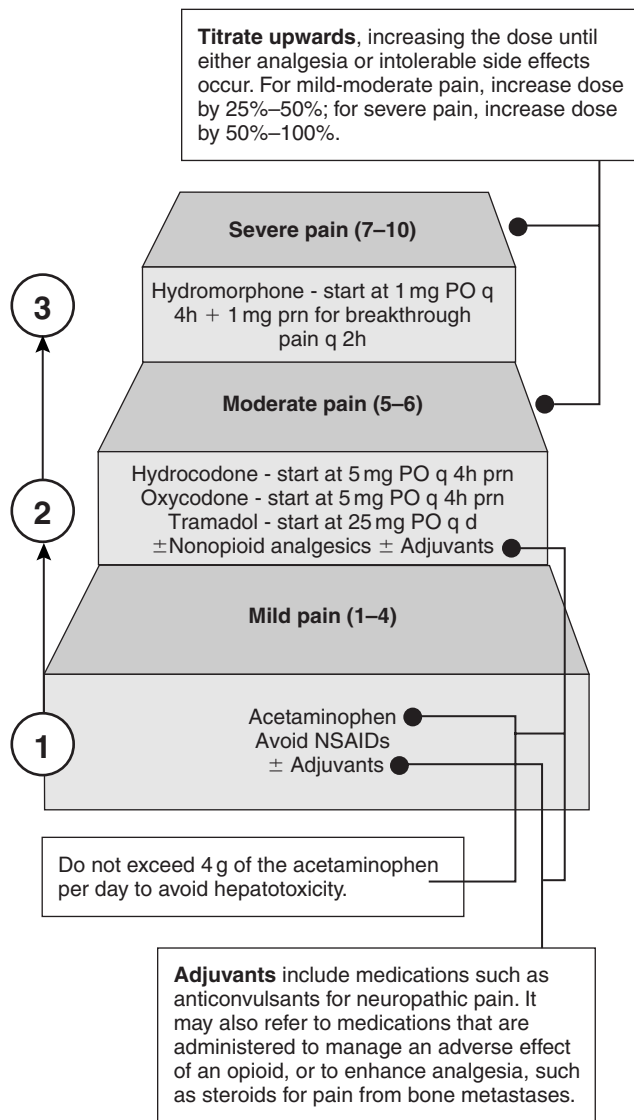 Titrate upwards, increasing the dose until
either analgesia or intolerable side effects
occur. For mild-moderate pain, increase dose
by 25%–50%; for severe pain, increase dose
by 50%–100%.
Severe pain (7–10)
3
Hydromorphone - start at 1 mg PO q
4h + 1 mg prn for breakthrough
pain q 2h
Moderate pain (5–6)
2
Hydrocodone - start at 5 mg PO q 4h prn
Oxycodone - start at 5 mg PO q 4h prn
Tramadol - start at 25 mg PO q d
±Nonopioid analgesics ± Adjuvants
Mild pain (1–4)
1
Acetaminophen
Avoid NSAIDs
± Adjuvants
Do not exceed 4 g of the acetaminophen
per day to avoid hepatotoxicity.
Adjuvants include medications such as
anticonvulsants for neuropathic pain. It
may also refer to medications that are
administered to manage an adverse effect
of an opioid, or to enhance analgesia, such
as steroids for pain from bone metastases.